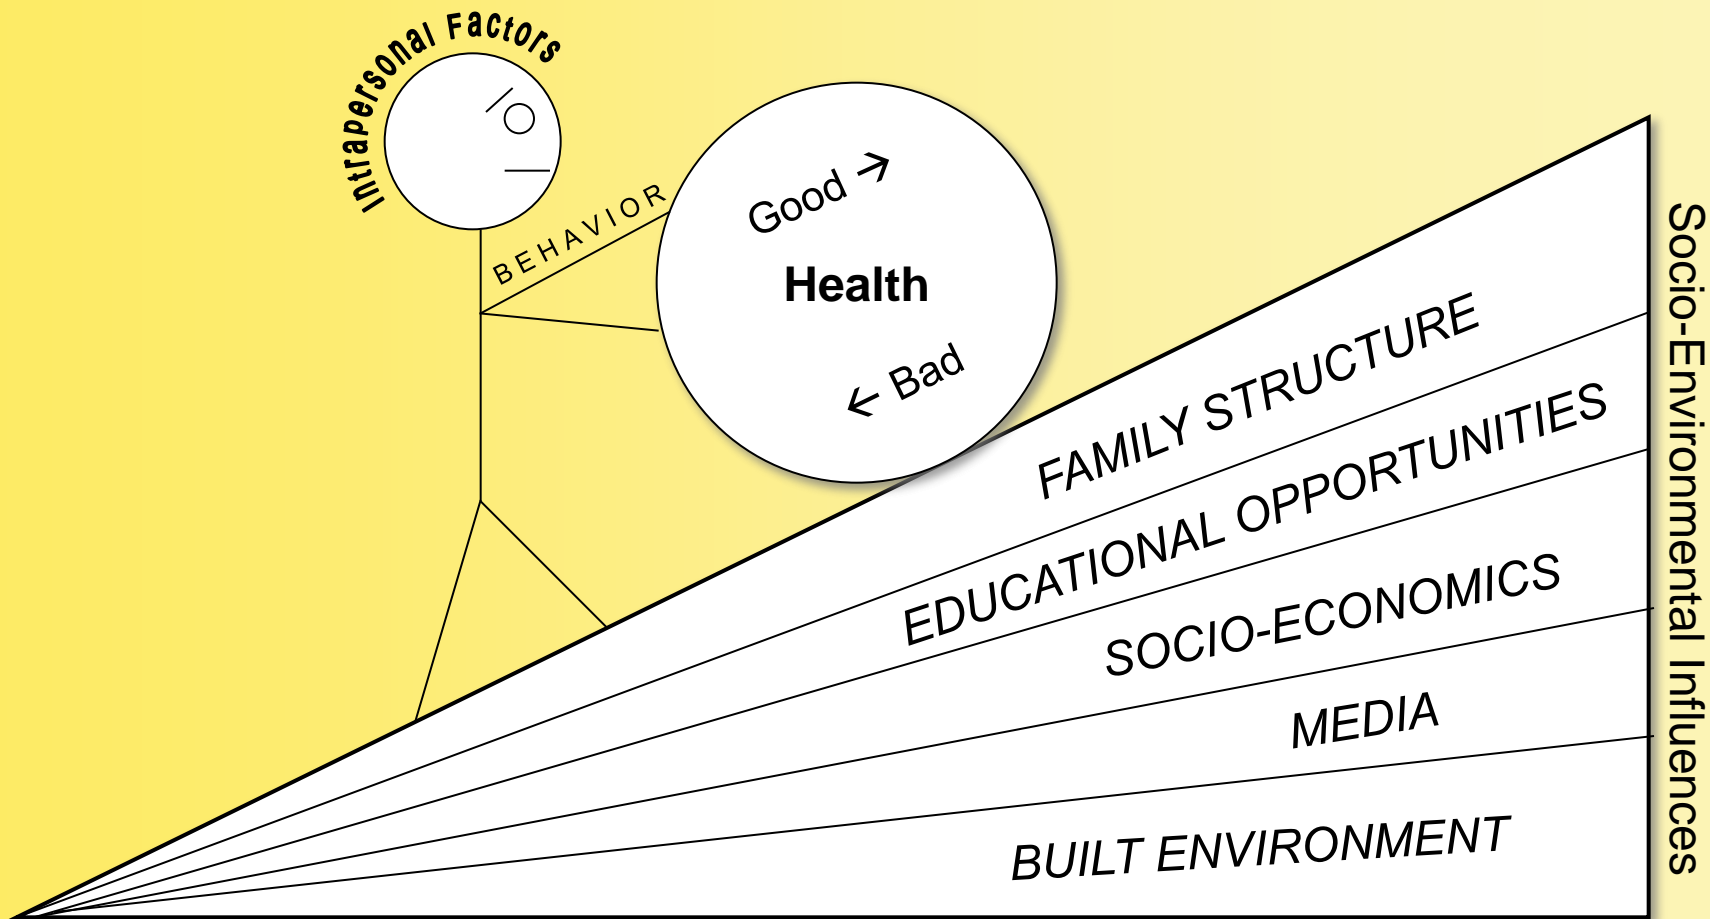 Intrapersonal Factors
BEHAVIOR
Good →
Health
← Bad
FAMILY STRUCTURE
EDUCATIONAL OPPORTUNITIES
SOCIO-ECONOMICS
MEDIA
BUILT ENVIRONMENT
Socio-Environmental Influences